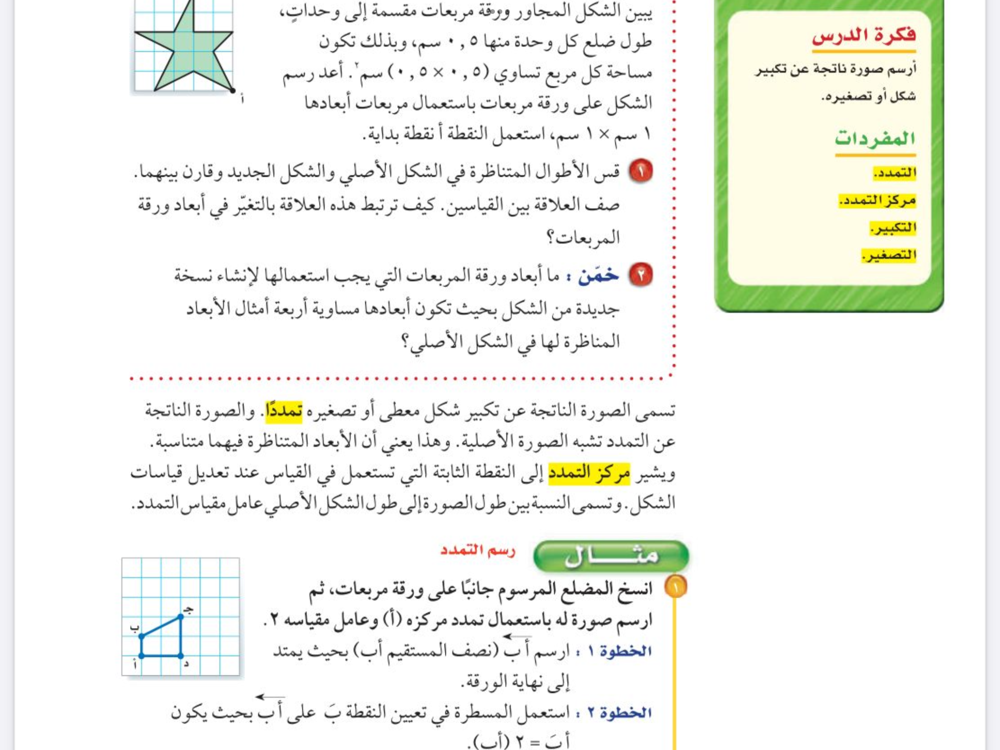 فكرة الدرس
أرسم صورة ناتجة عن تكبير
شكل أو تصغيره.
المفردات
التمدد.
مركز التمدد.
التكبير.
التصغير.
يبين الشكل المجاور ورقة مربعات مقسمة إلى وحداتٍ،
طول ضلع كل وحدة منها ٠,٥ سم، وبذلك تكون
مساحة كل مربع تساوي (٠,٥ × ٠,٥) سم٢. أعد رسم
الشكل على ورقة مربعات باستعمال مربعات أبعادها
١ سم × ١ سم، استعمل النقطة أ نقطة بداية.
أ
١ قس الأطوال المتناظرة في الشكل الأصلي والشكل الجديد وقارن بينهما.
صف العلاقة بين القياسين. كيف ترتبط هذه العلاقة بالتغيّر في أبعاد ورقة
المربعات؟
٢ خمّن : ما أبعاد ورقة المربعات التي يجب استعمالها لإنشاء نسخة
جديدة من الشكل بحيث تكون أبعادها مساوية أربعة أمثال الأبعاد
المناظرة لها في الشكل الأصلي؟
تسمى الصورة الناتجة عن تكبير شكل معطى أو تصغيره تمددًا. والصورة الناتجة
عن التمدد تشبه الصورة الأصلية. وهذا يعني أن الأبعاد المتناظرة فيهما متناسبة.
ويشير مركز التمدد إلى النقطة الثابتة التي تستعمل في القياس عند تعديل قياسات
الشكل. وتسمى النسبة بين طول الصورة إلى طول الشكل الأصلي عامل مقياس التمدد.
مثـــال رسم التمدد
١ انسخ المضلع المرسوم جانبًا على ورقة مربعات، ثم
ارسم صورة له باستعمال تمدد مركزه (أ) وعامل مقياسه ٢.
الخطوة ١ : ارسم أ ب (نصف المستقيم أب) بحيث يمتد
إلى نهاية الورقة.
الخطوة ٢ : استعمل المسطرة في تعيين النقطة بَ على أ ب بحيث يكون
أبَ = ٢ (أب).
جـ
ب
أ
د